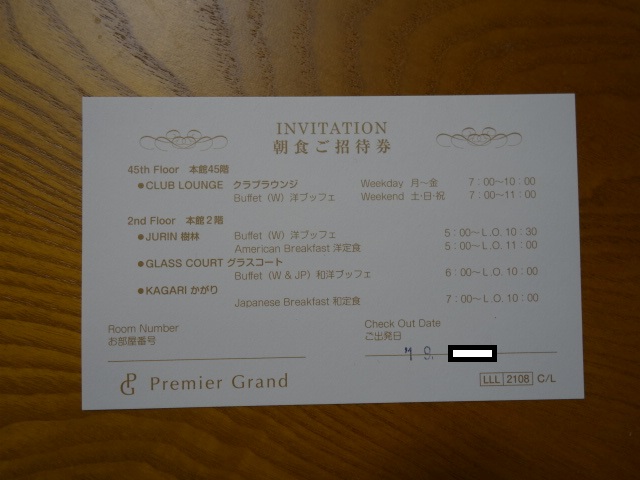 INVITATION
朝食ご招待券
45th Floor 本館45階
●CLUB LOUNGE クラブラウンジ Weekday 月～金 7：00～10：00
Buffet（W）洋ブッフェ Weekend 土・日・祝 7：00～11：00
2nd Floor 本館2階
●JURIN 樹林 Buffet（W）洋ブッフェ 5：00～L.O. 10：30
American Breakfast 洋定食 5：00～L.O. 11：00
●GLASS COURT グラスコート
Buffet（W & JP）和洋ブッフェ 6：00～L.O. 10：00
●KAGARI かがり
Japanese Breakfast 和定食 7：00～L.O. 10：00
Room Number
お部屋番号
Check Out Date
ご出発日
Premier Grand
LLL 2108 C/L